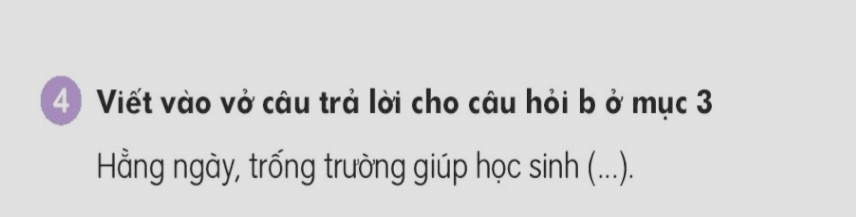 4 Viết vào vở câu trả lời cho câu hỏi b ở mục 3
Hằng ngày, trống trường giúp học sinh (...).